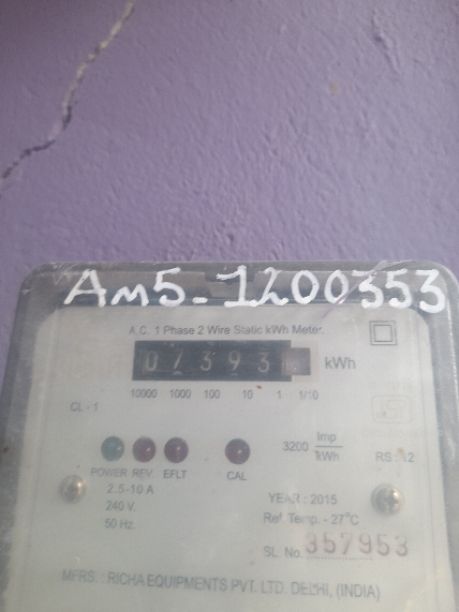 Am5-1200353
A.C. 1 Phase 2 Wire Static kWh Meter.
07393 kWh
10000 1000 100 10 1 1/10
CL - 1
3200 Imp/kWh
RS : 12
POWER REV EFLT CAL
2.5-10 A
240 V.
50 Hz.
YEAR : 2015
Ref. Temp. - 27°C
SL. No. 357953
MFRS. : RICHA EQUIPMENTS PVT. LTD. DELHI, (INDIA)